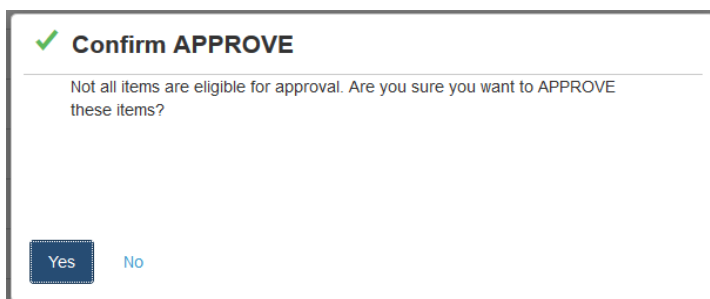 Confirm APPROVE
Not all items are eligible for approval. Are you sure you want to APPROVE
these items?
Yes No